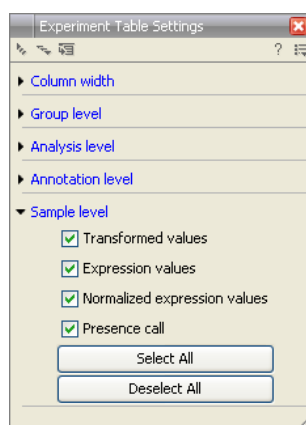 Experiment Table Settings
?
Column width
Group level
Analysis level
Annotation level
Sample level
Transformed values
Expression values
Normalized expression values
Presence call
Select All
Deselect All